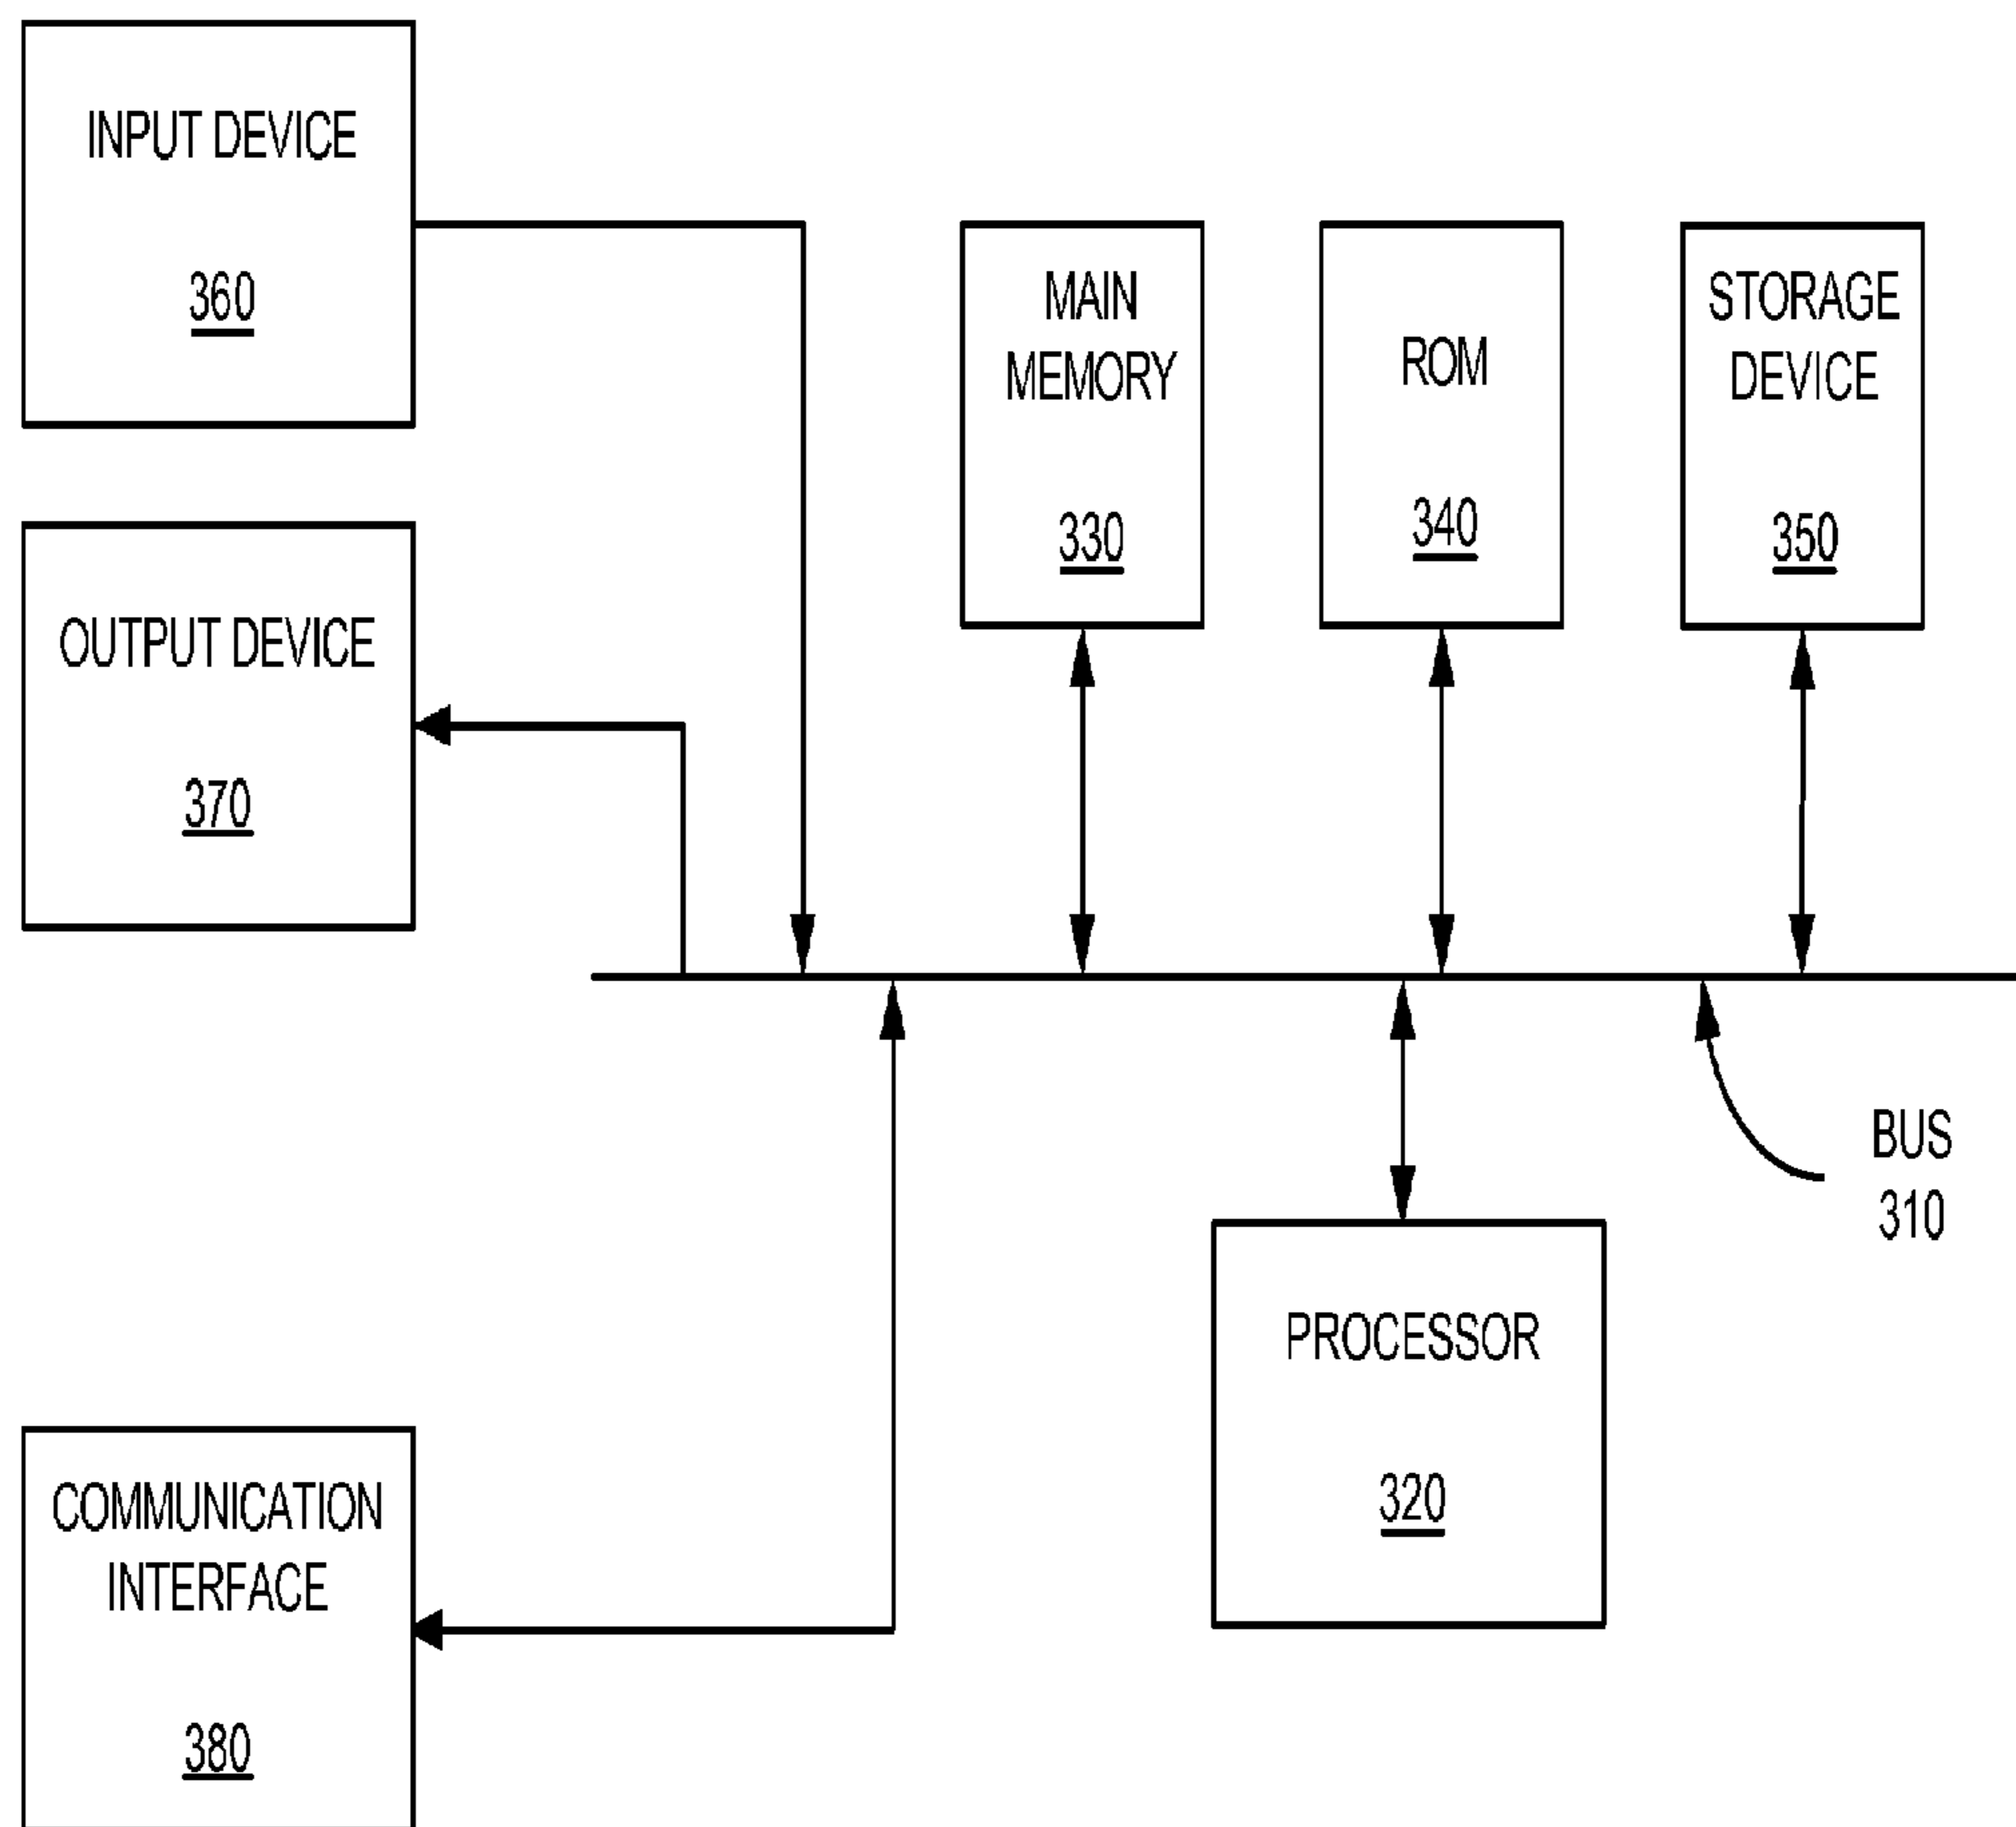 INPUT DEVICE
360
MAIN
MEMORY
330
ROM
340
STORAGE
DEVICE
350
OUTPUT DEVICE
370
BUS
310
PROCESSOR
320
COMMUNICATION
INTERFACE
380